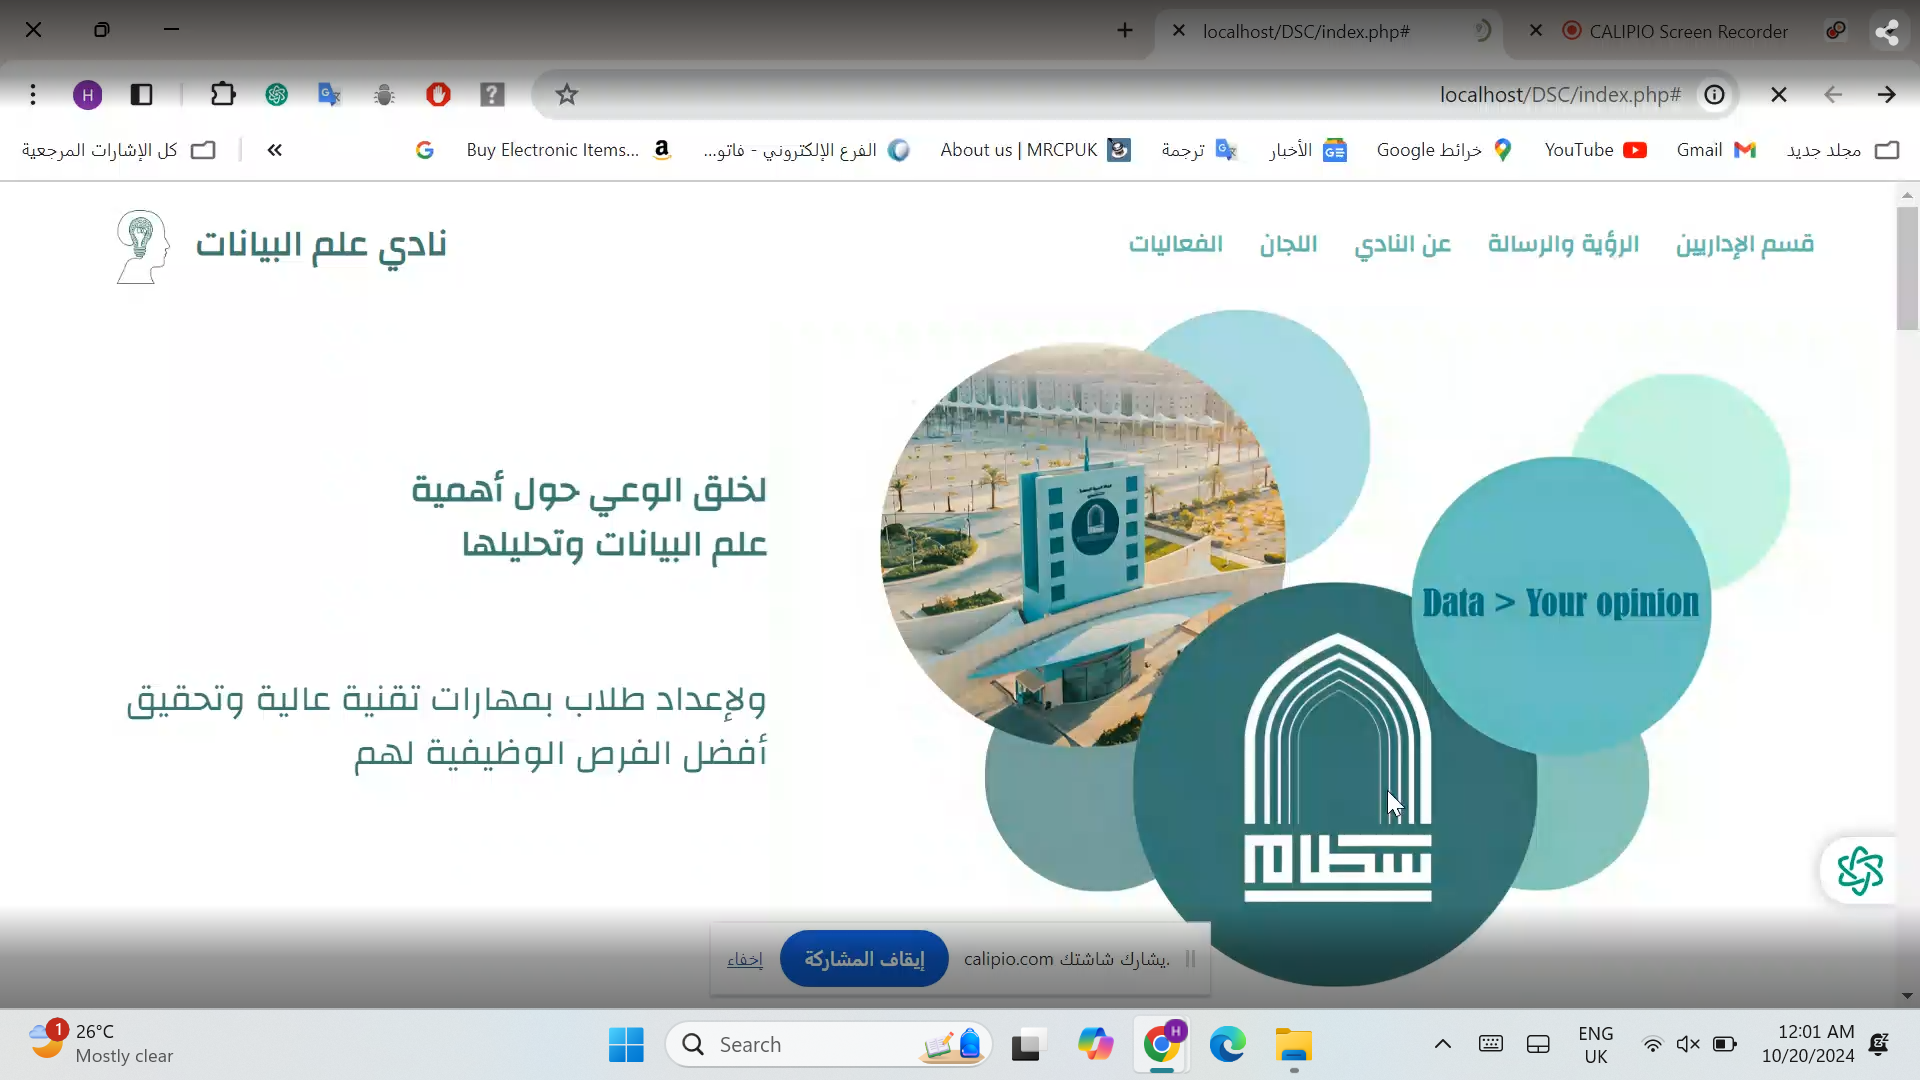 localhost/DSC/index.php#
CALIPIO Screen Recorder
H
localhost/DSC/index.php#
كل الإشارات المرجعية
Buy Electronic Items...
الفرع الإلكتروني - فاتو...
About us | MRCPUK
ترجمة
الأخبار
خرائط Google
YouTube
Gmail
مجلد جديد
نادي علم البيانات
قسم الإداريين
الرؤية والرسالة
عن النادي
اللجان
الفعاليات
لخلق الوعي حول أهمية
علم البيانات وتحليلها
ولإعداد طلاب بمهارات تقنية عالية وتحقيق
أفضل الفرص الوظيفية لهم
Data > Your opinion
سطام
يشارك شاشتك calipio.com.
إيقاف المشاركة
إخفاء
1
26°C
Mostly clear
Search
H
ENG
UK
12:01 AM
10/20/2024